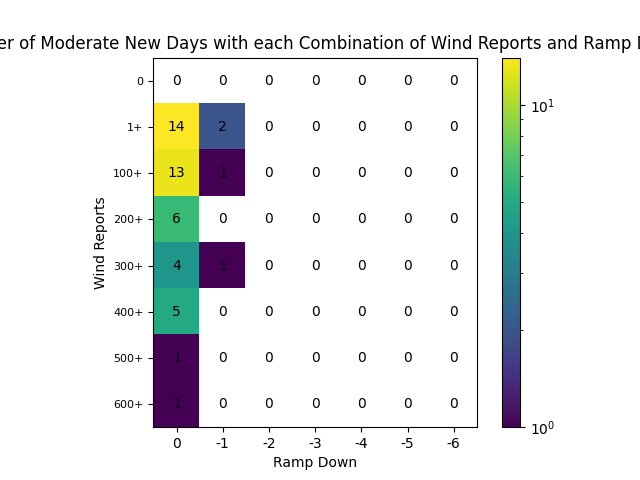 er of Moderate New Days with each Combination of Wind Reports and Ramp
0 0 0 0 0 0 0 0
1+ 14 2 0 0 0 0 0
100+ 13 1 0 0 0 0 0
200+ 6 0 0 0 0 0 0
300+ 4 1 0 0 0 0 0
400+ 5 0 0 0 0 0 0
500+ 1 0 0 0 0 0 0
600+ 1 0 0 0 0 0 0
0 -1 -2 -3 -4 -5 -6
Ramp Down
Wind Reports
10¹
10⁰